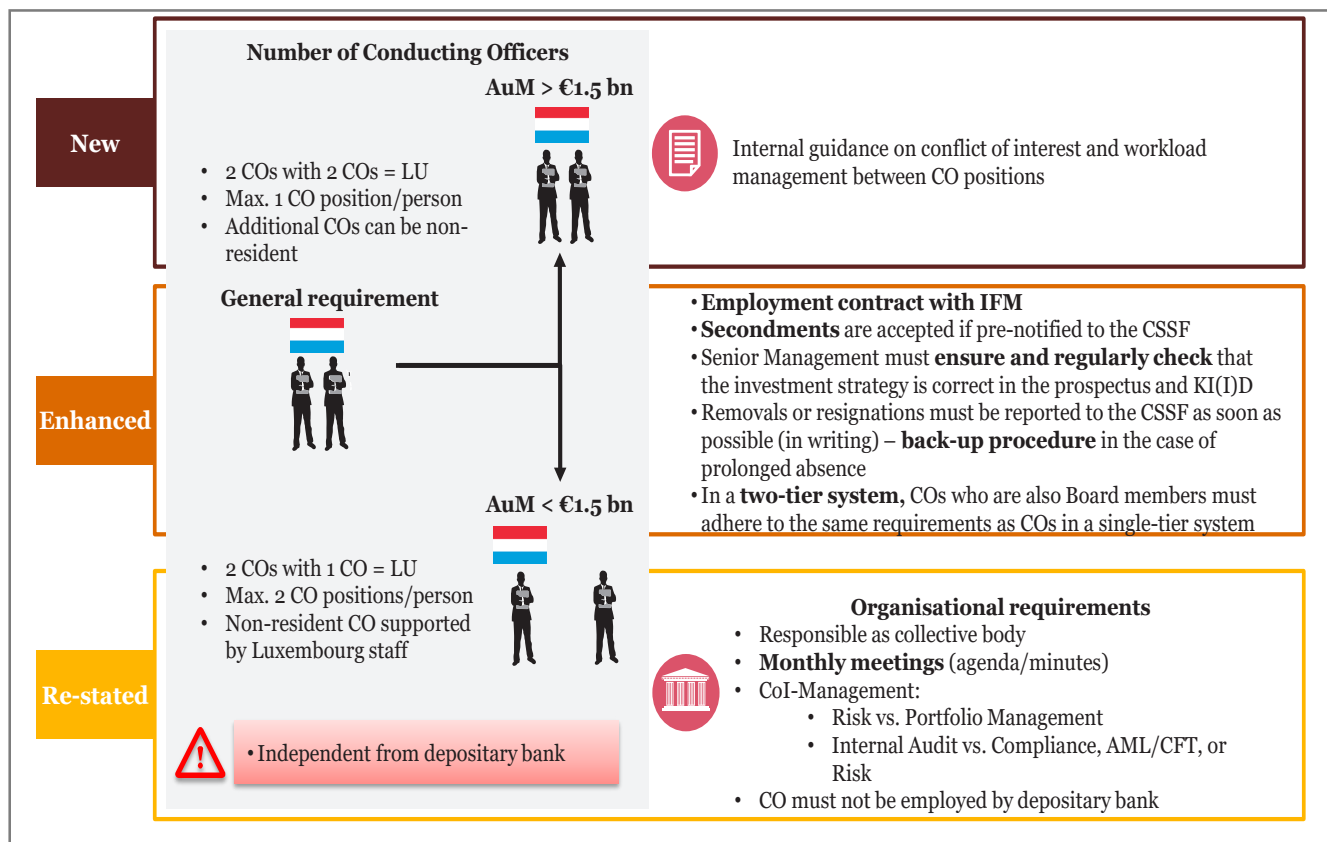 New
Number of Conducting Officers
AuM > €1.5 bn
• 2 COs with 2 COs = LU
• Max. 1 CO position/person
• Additional COs can be non-
resident
Internal guidance on conflict of interest and workload
management between CO positions
Enhanced
General requirement
• Employment contract with IFM
• Secondments are accepted if pre-notified to the CSSF
• Senior Management must ensure and regularly check that
the investment strategy is correct in the prospectus and KI(I)D
• Removals or resignations must be reported to the CSSF as soon as
possible (in writing) – back-up procedure in the case of
prolonged absence
• In a two-tier system, COs who are also Board members must
adhere to the same requirements as COs in a single-tier system
Re-stated
AuM < €1.5 bn
• 2 COs with 1 CO = LU
• Max. 2 CO positions/person
• Non-resident CO supported
by Luxembourg staff
!
• Independent from depositary bank
Organisational requirements
• Responsible as collective body
• Monthly meetings (agenda/minutes)
• CoI-Management:
• Risk vs. Portfolio Management
• Internal Audit vs. Compliance, AML/CFT, or
Risk
• CO must not be employed by depositary bank